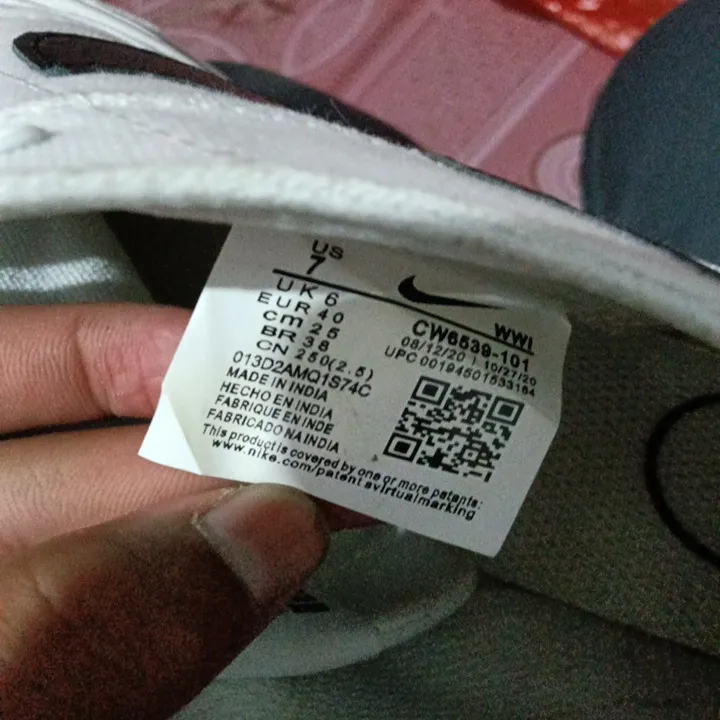 US
7
UK 6
EUR 40
cm 25
BR 38
CN 250(2.5)
013D2AMQ1S74C
MADE IN INDIA
HECHO EN INDIA
FABRIQUE EN INDE
FABRICADO NA INDIA
This product is covered by one or more patents:
www.nike.com/patentsvirtualmarking
WWI
CW6539-101
08/12/20 | 10/27/20
UPC 00194501533164